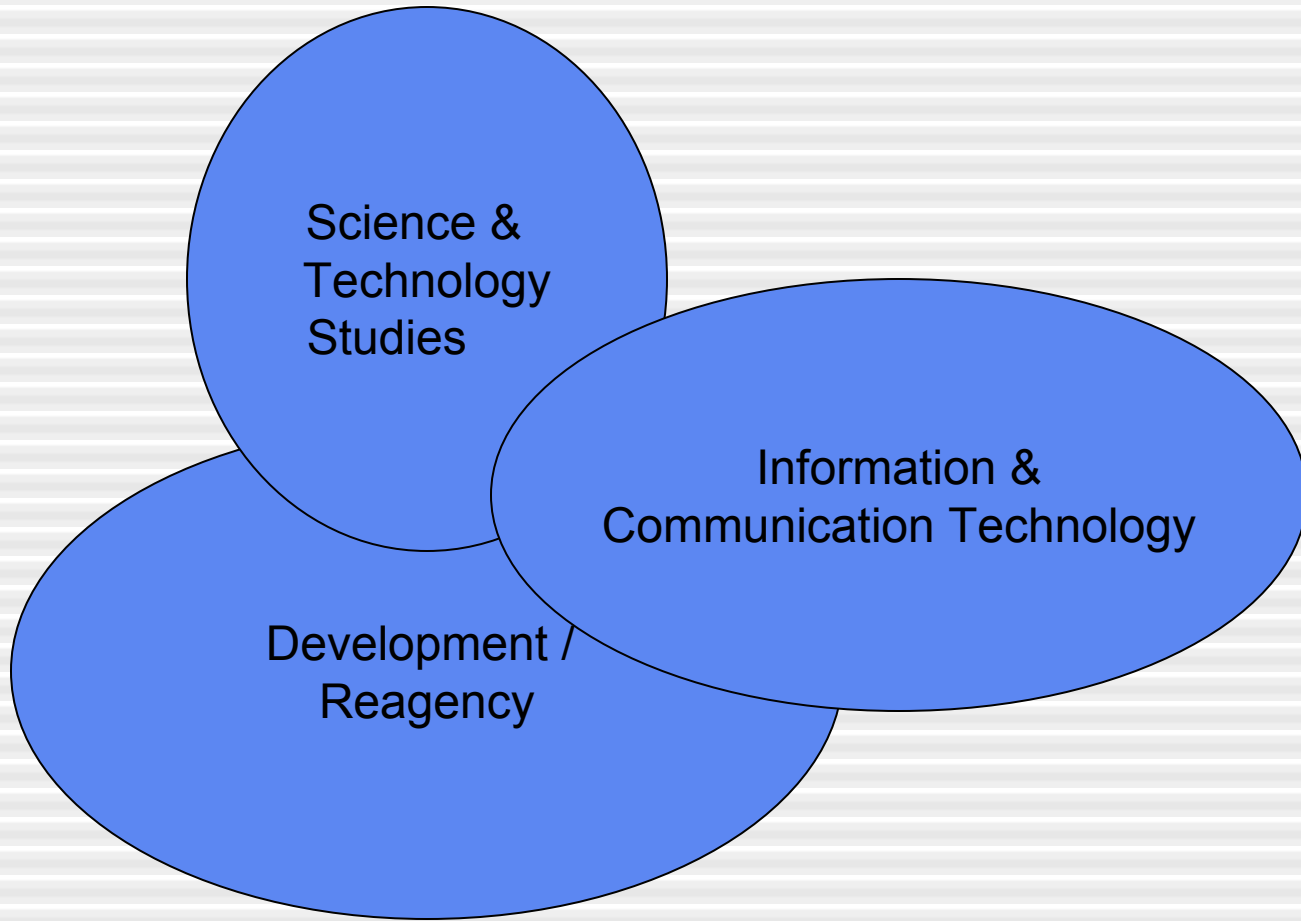 Science &
Technology
Studies
Information &
Communication Technology
Development /
Reagency